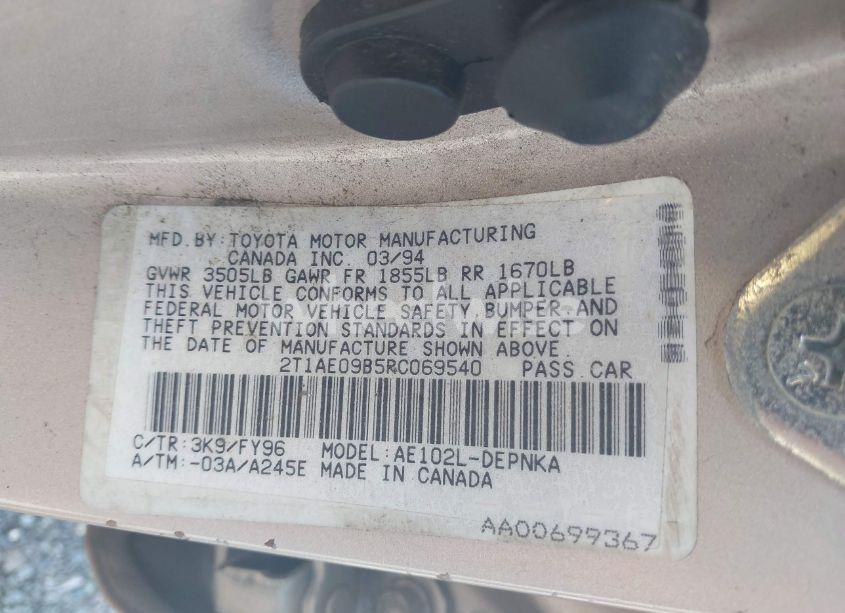 MFD. BY: TOYOTA MOTOR MANUFACTURING
CANADA INC. 03/94
GVWR 3505LB GAWR FR 1855LB RR 1670LB
THIS VEHICLE CONFORMS TO ALL APPLICABLE
FEDERAL MOTOR VEHICLE SAFETY, BUMPER, AND
THEFT PREVENTION STANDARDS IN EFFECT ON
THE DATE OF MANUFACTURE SHOWN ABOVE.
2T1AE09B5RC069540 PASS. CAR
C/TR: 3K9/FY96 MODEL: AE102L-DEPNKA
A/TM: -03A/A245E MADE IN CANADA
AA00699367